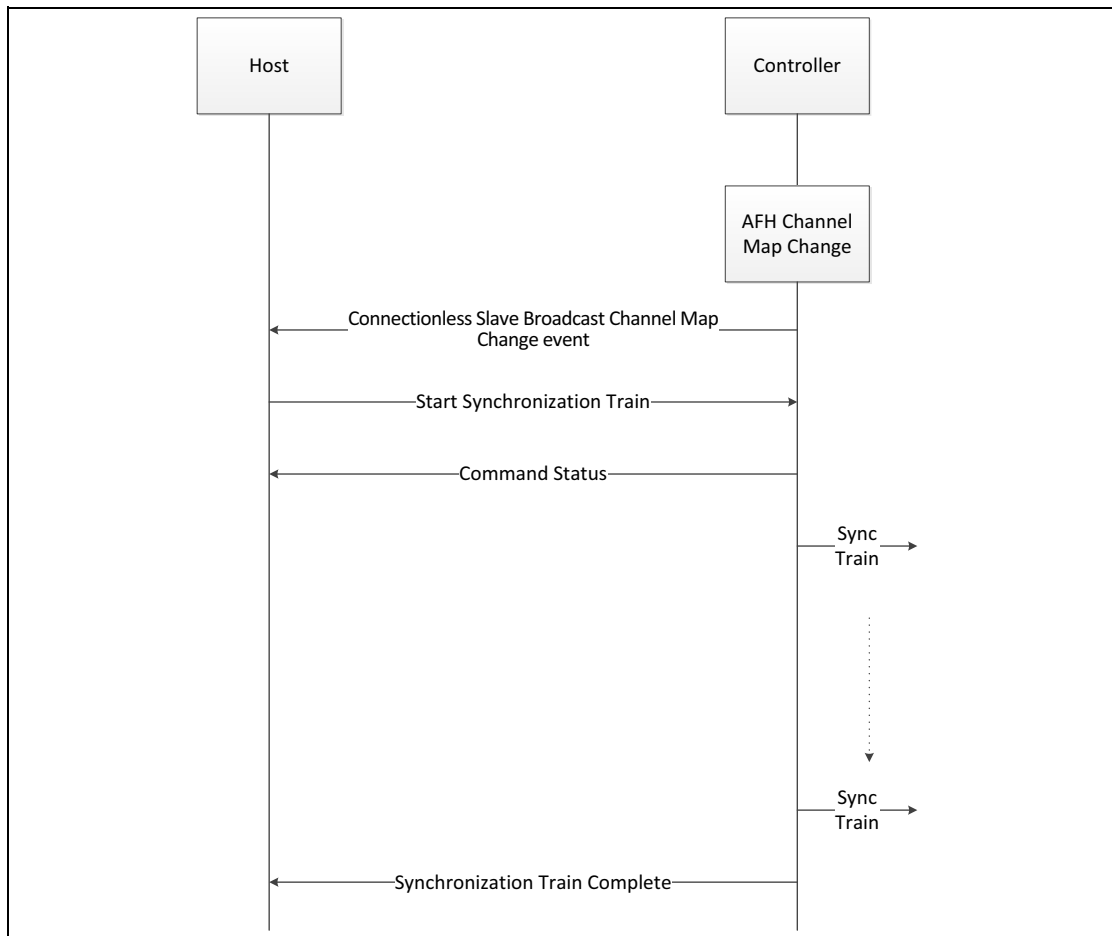 Host
Controller
AFH Channel
Map Change
Connectionless Slave Broadcast Channel Map
Change event
Start Synchronization Train
Command Status
Sync
Train
Sync
Train
Synchronization Train Complete